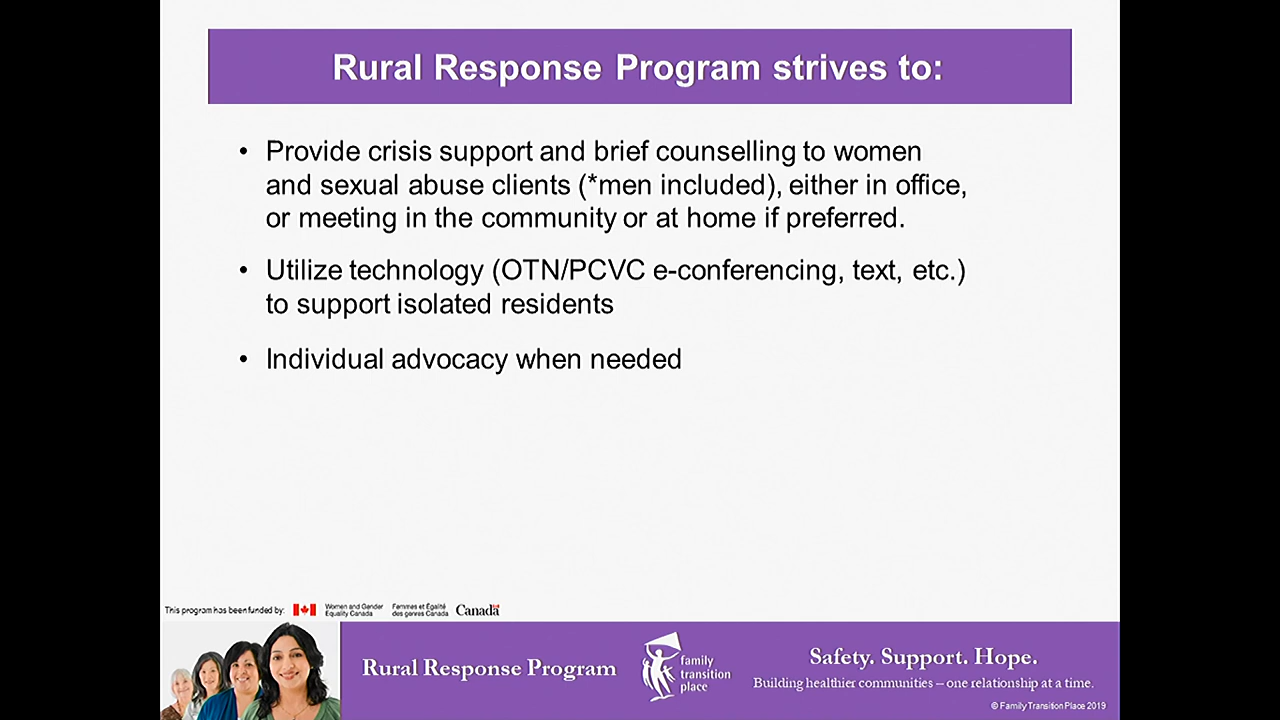 Rural Response Program strives to:
• Provide crisis support and brief counselling to women
and sexual abuse clients (*men included), either in office,
or meeting in the community or at home if preferred.
• Utilize technology (OTN/PCVC e-conferencing, text, etc.)
to support isolated residents
• Individual advocacy when needed
This program has been funded by:
Women and Gender
Equality Canada
Femmes et Égalité
des genres Canada
Canada
Rural Response Program
family
transition
place
Safety. Support. Hope.
Building healthier communities – one relationship at a time.
© Family Transition Place 2019